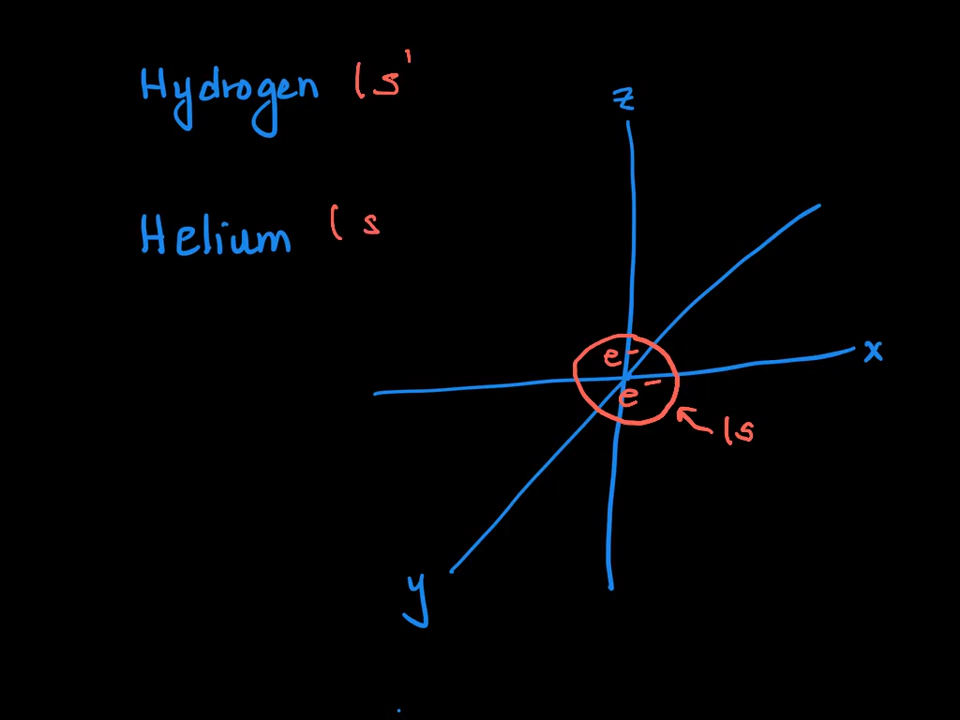 Hydrogen 1s¹
z
Helium 1s
x
e⁻
e⁻
1s
y